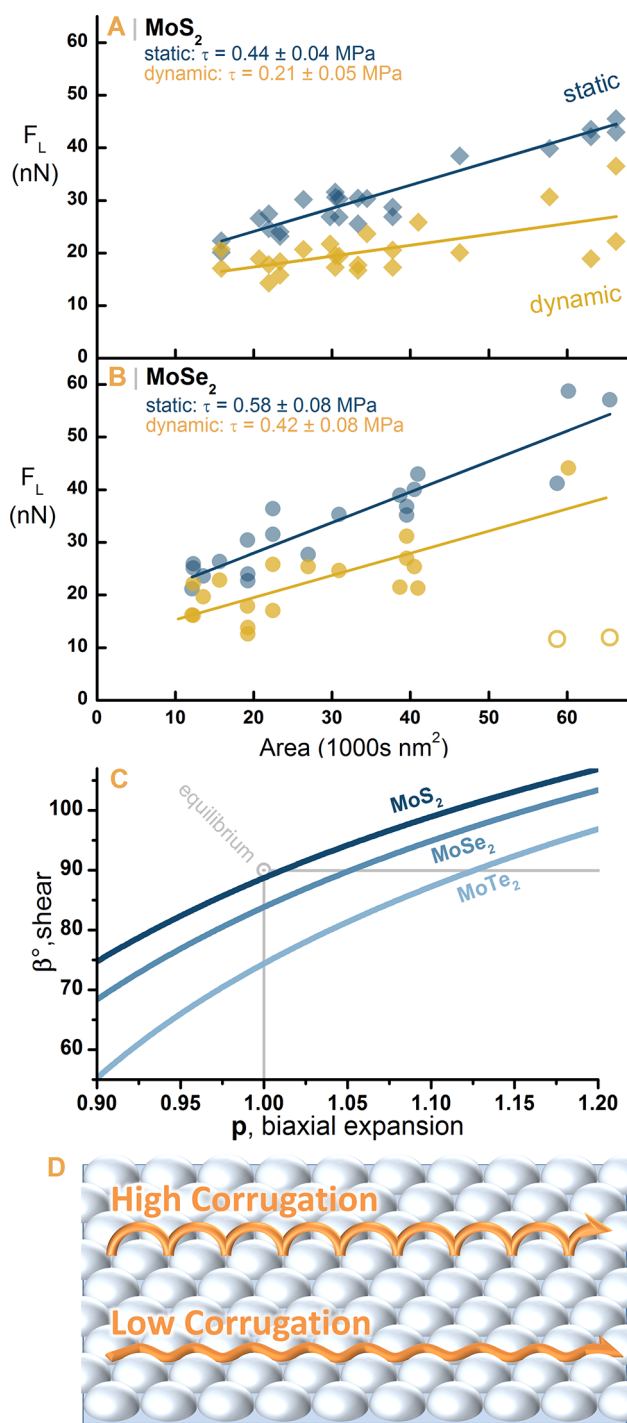 A | MoS₂
static: τ = 0.44 ± 0.04 MPa
dynamic: τ = 0.21 ± 0.05 MPa
60
50
40
30
20
10
0
F_L
(nN)
static
dynamic
B | MoSe₂
static: τ = 0.58 ± 0.08 MPa
dynamic: τ = 0.42 ± 0.08 MPa
60
50
40
30
20
10
0
F_L
(nN)
0 10 20 30 40 50 60
Area (1000s nm²)
C
equilibrium
MoS₂
MoSe₂
MoTe₂
100
90
80
70
60
β°, shear
0.90 0.95 1.00 1.05 1.10 1.15 1.20
p, biaxial expansion
D
High Corrugation
Low Corrugation